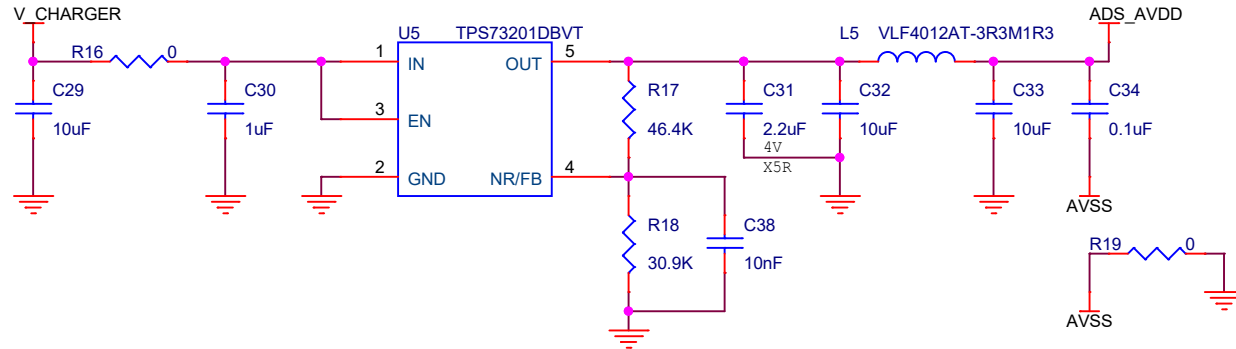 V_CHARGER
ADS_AVDD
R16 0
U5 TPS73201DBVT
L5 VLF4012AT-3R3M1R3
1 IN OUT 5
C29
10uF
C30
1uF
3 EN
R17
46.4K
C31
2.2uF
4V
X5R
C32
10uF
C33
10uF
C34
0.1uF
2 GND NR/FB 4
AVSS
R18
30.9K
C38
10nF
R19 0
AVSS